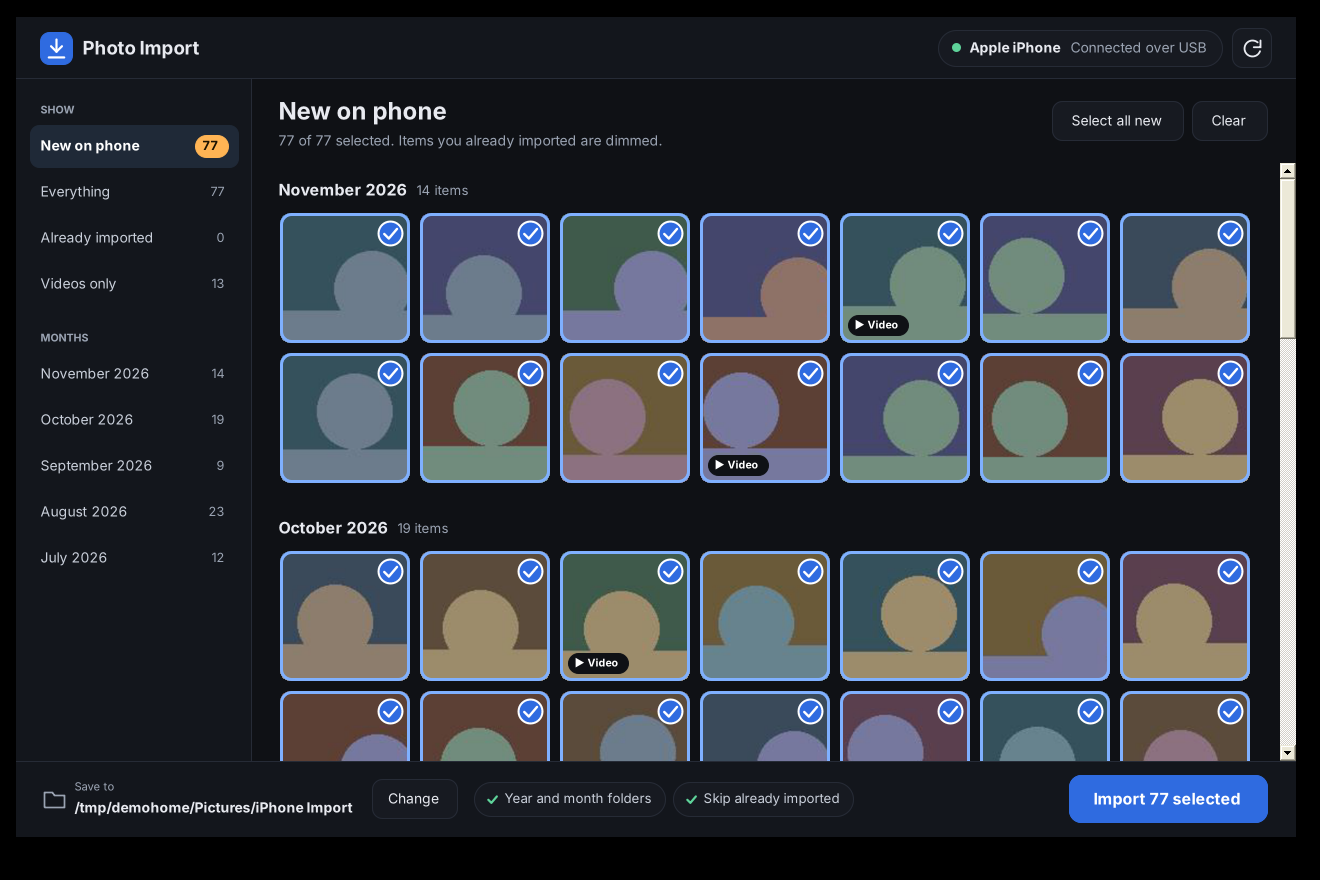 Photo Import
Apple iPhone Connected over USB
SHOW
New on phone 77
Everything 77
Already imported 0
Videos only 13
MONTHS
November 2026 14
October 2026 19
September 2026 9
August 2026 23
July 2026 12
New on phone
77 of 77 selected. Items you already imported are dimmed.
Select all new
Clear
November 2026 14 items
Video
Video
October 2026 19 items
Video
Save to
/tmp/demohome/Pictures/iPhone Import
Change
Year and month folders
Skip already imported
Import 77 selected